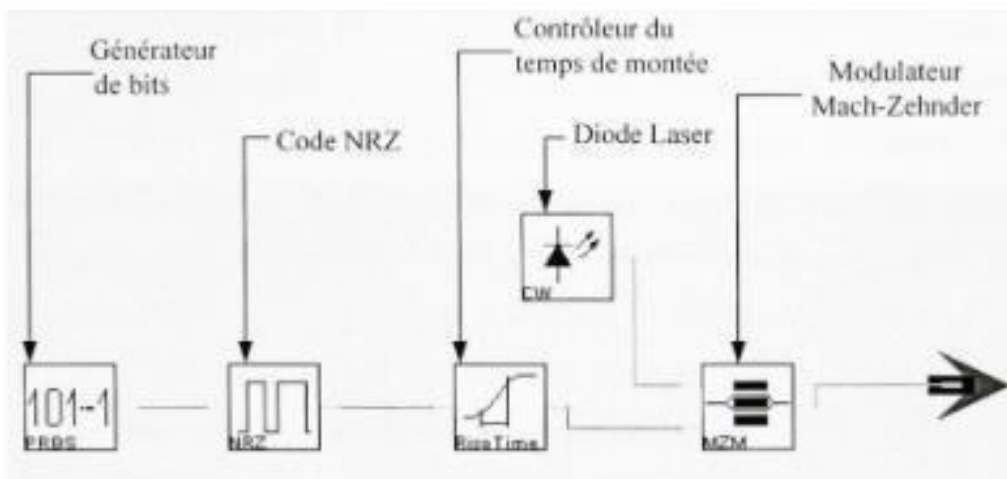 Générateur
de bits
Contrôleur du
temps de montée
Modulateur
Mach-Zehnder
Code NRZ
Diode Laser
CW
101-1
PRBS
NRZ
RiseTime
MZM